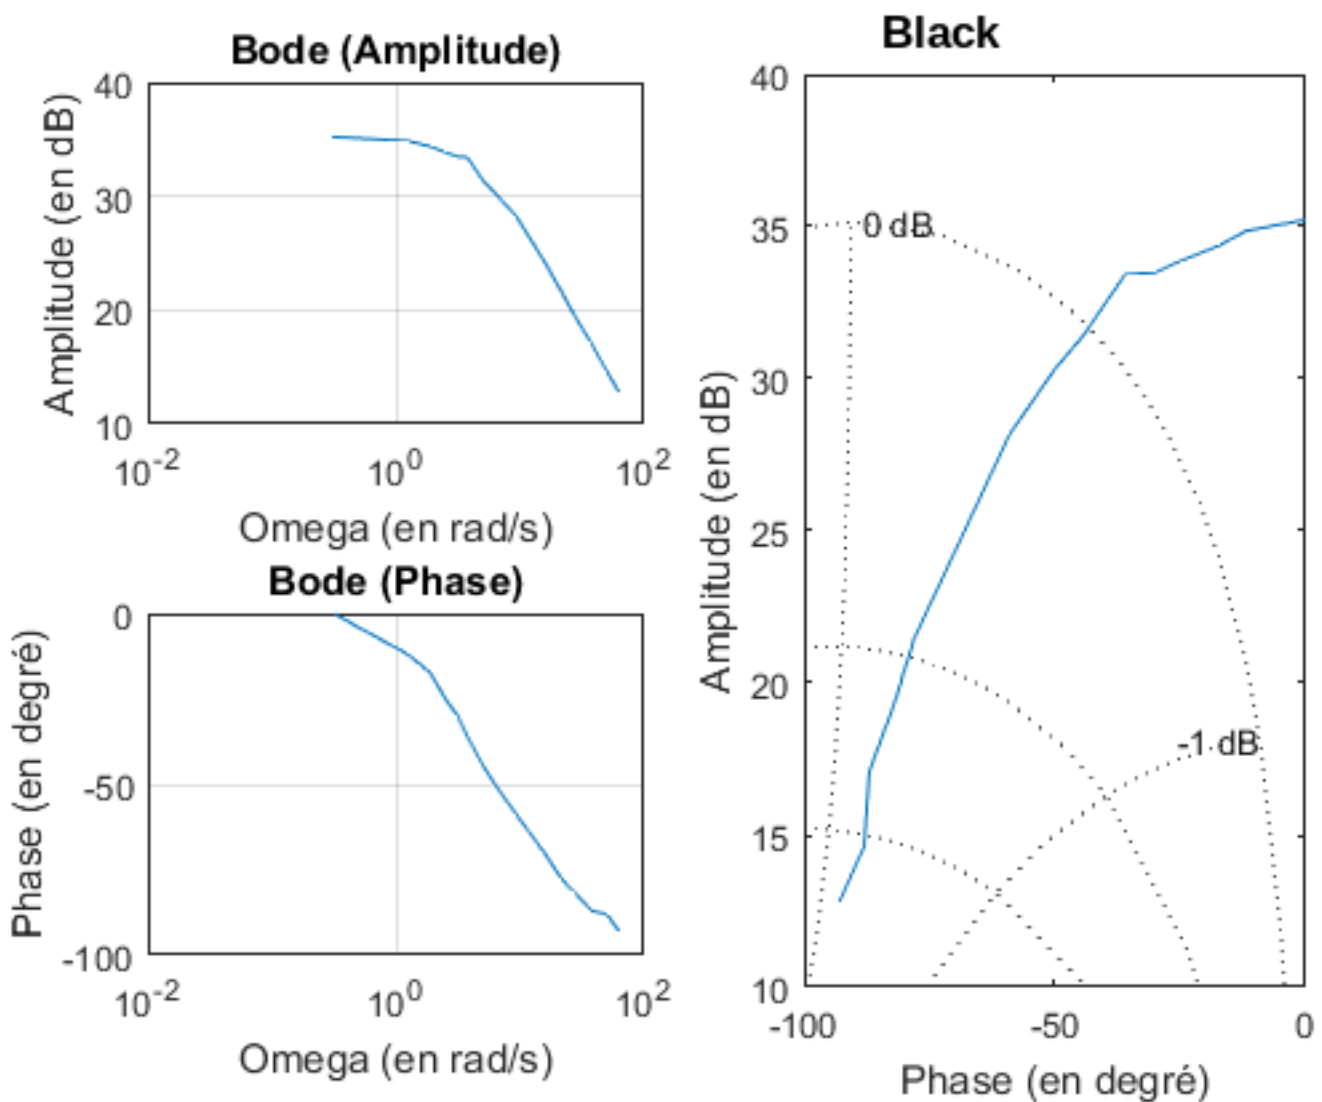 Bode (Amplitude)
Amplitude (en dB)
40
30
20
10
10^-2
10^0
10^2
Omega (en rad/s)
Bode (Phase)
Phase (en degré)
0
-50
-100
10^-2
10^0
10^2
Omega (en rad/s)
Black
Amplitude (en dB)
40
35
30
25
20
15
10
0 dB
-1 dB
-100
-50
0
Phase (en degré)